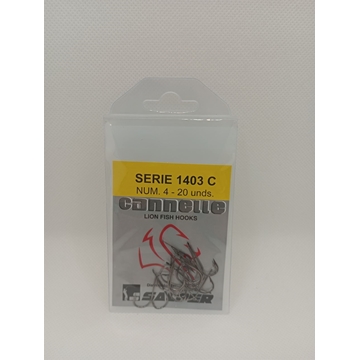 SERIE 1403 C
NUM. 4 - 20 unds.
cannelle
LION FISH HOOKS